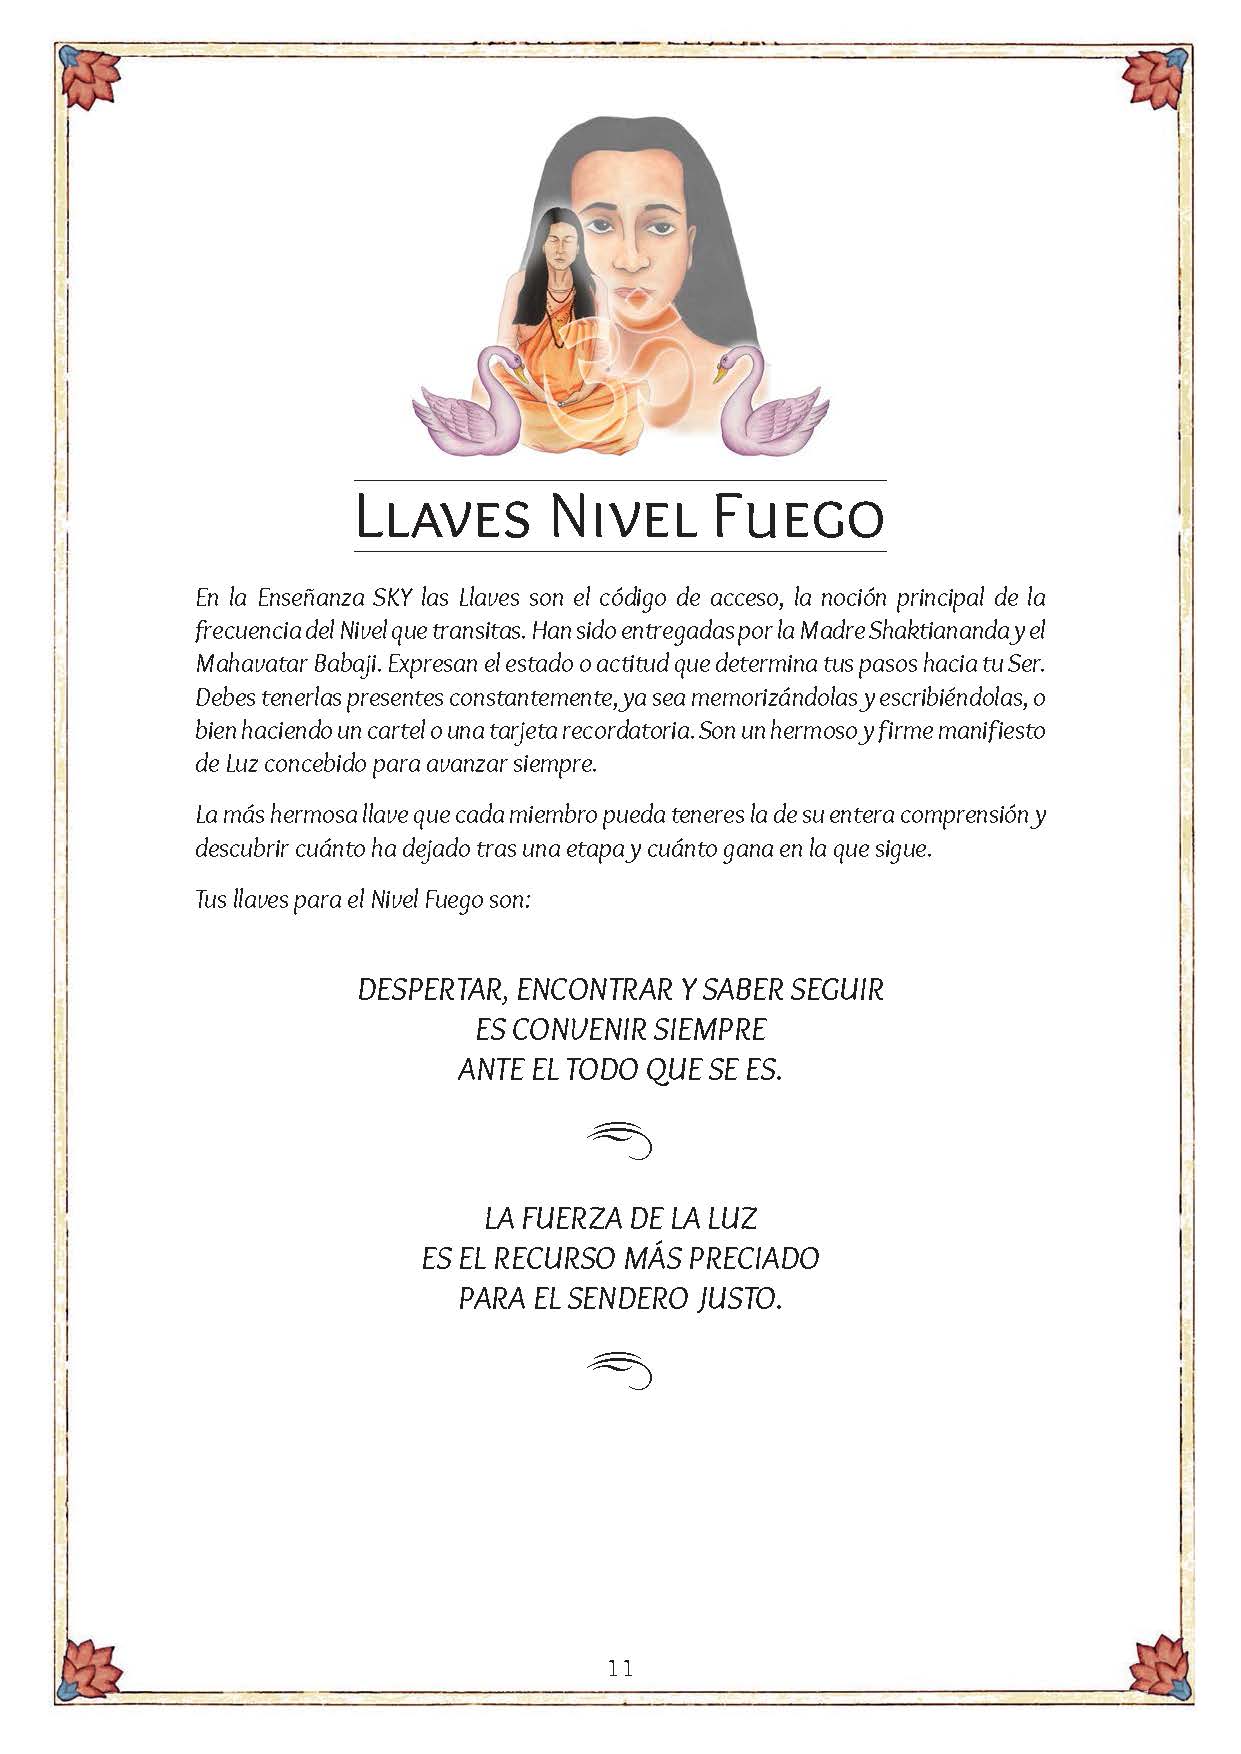 Llaves Nivel Fuego
En la Enseñanza SKY las Llaves son el código de acceso, la noción principal de la
frecuencia del Nivel que transitas. Han sido entregadas por la Madre Shaktiananda y el
Mahavatar Babaji. Expresan el estado o actitud que determina tus pasos hacia tu Ser.
Debes tenerlas presentes constantemente, ya sea memorizándolas y escribiéndolas, o
bien haciendo un cartel o una tarjeta recordatoria. Son un hermoso y firme manifiesto
de Luz concebido para avanzar siempre.
La más hermosa llave que cada miembro pueda teneres la de su entera comprensión y
descubrir cuánto ha dejado tras una etapa y cuánto gana en la que sigue.
Tus llaves para el Nivel Fuego son:
DESPERTAR, ENCONTRAR Y SABER SEGUIR
ES CONVENIR SIEMPRE
ANTE EL TODO QUE SE ES.
LA FUERZA DE LA LUZ
ES EL RECURSO MÁS PRECIADO
PARA EL SENDERO JUSTO.
11